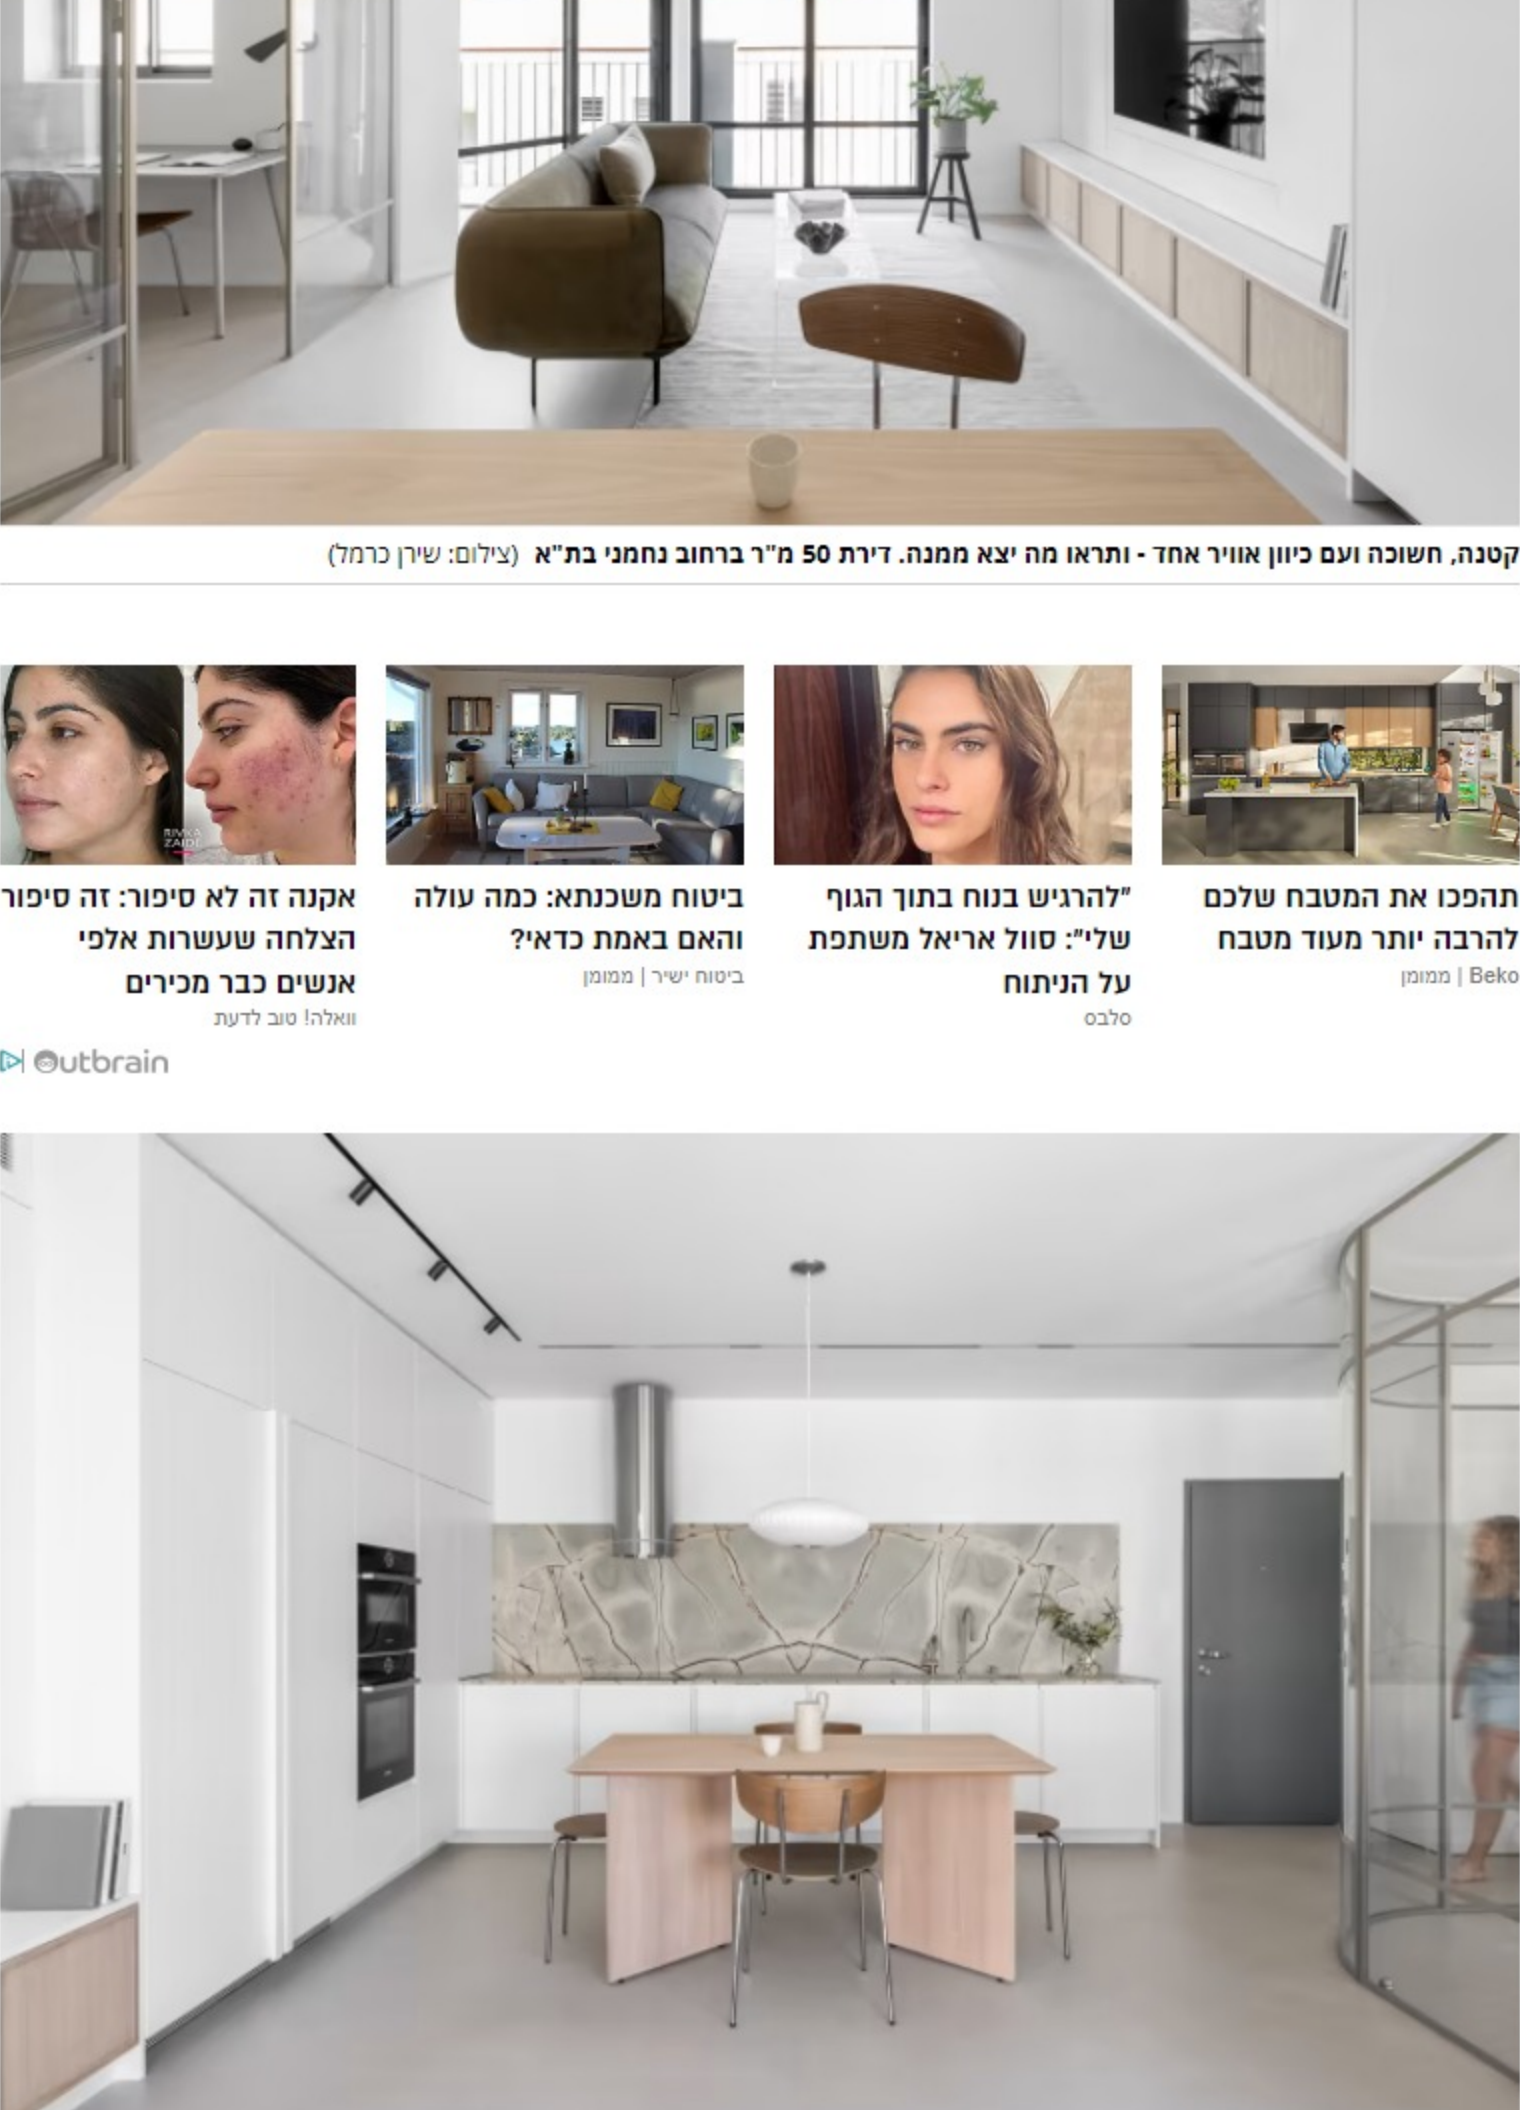 קטנה, חשוכה ועם כיוון אוויר אחד - ותראו מה יצא ממנה. דירת 50 מ"ר ברחוב נחמני בת"א (צילום: שירן כרמל)
תהפכו את המטבח שלכם
להרבה יותר מעוד מטבח
Beko | ממומן
"להרגיש בנוח בתוך הגוף
שלי": סוול אריאל משתפת
על הניתוח
סלבס
ביטוח משכנתא: כמה עולה
והאם באמת כדאי?
ביטוח ישיר | ממומן
RIVKA
ZAIDE
אקנה זה לא סיפור: זה סיפור
הצלחה שעשרות אלפי
אנשים כבר מכירים
וואלה! טוב לדעת
Outbrain